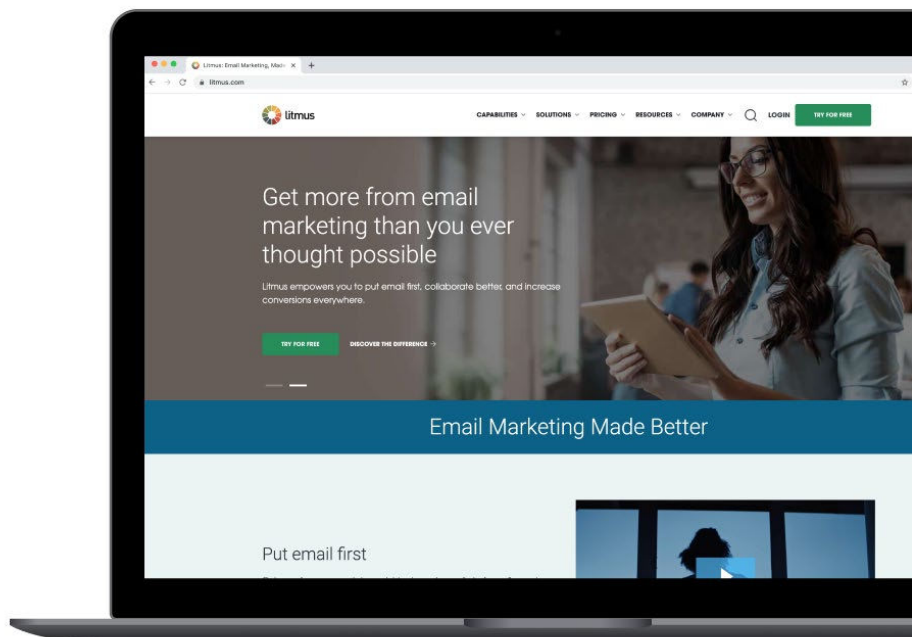 Litmus: Email Marketing, Made
litmus.com
litmus
CAPABILITIES SOLUTIONS PRICING RESOURCES COMPANY LOGIN TRY FOR FREE
Get more from email
marketing than you ever
thought possible
Litmus empowers you to put email first, collaborate better, and increase
conversions everywhere.
TRY FOR FREE DISCOVER THE DIFFERENCE →
Email Marketing Made Better
Put email first